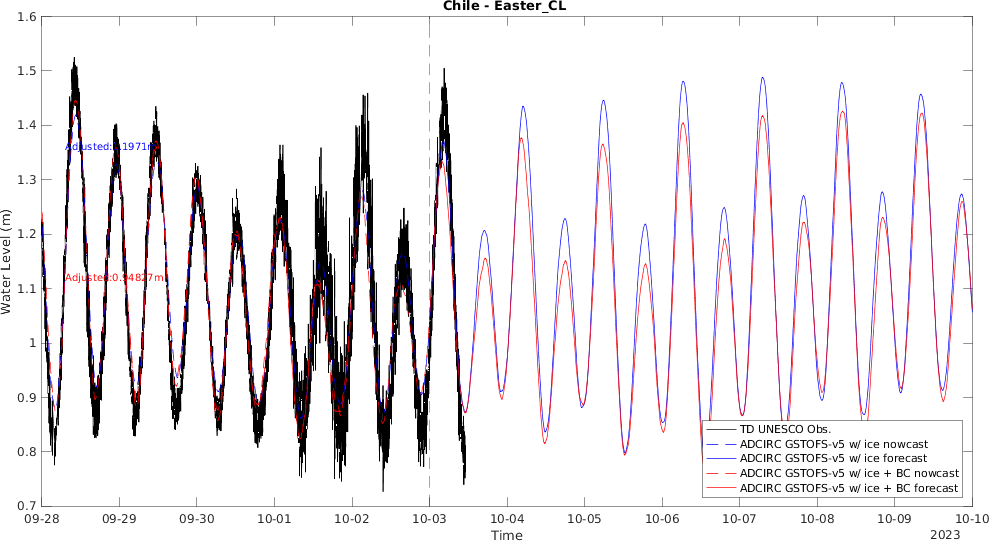 Chile - Easter_CL
Water Level (m)
1.6
1.5
1.4
1.3
1.2
1.1
1
0.9
0.8
0.7
Adjusted:0.94827m
TD UNESCO Obs.
ADCIRC GSTOFS-v5 w/ ice nowcast
ADCIRC GSTOFS-v5 w/ ice forecast
ADCIRC GSTOFS-v5 w/ ice + BC nowcast
ADCIRC GSTOFS-v5 w/ ice + BC forecast
09-28 09-29 09-30 10-01 10-02 10-03 10-04 10-05 10-06 10-07 10-08 10-09 10-10
Time
2023